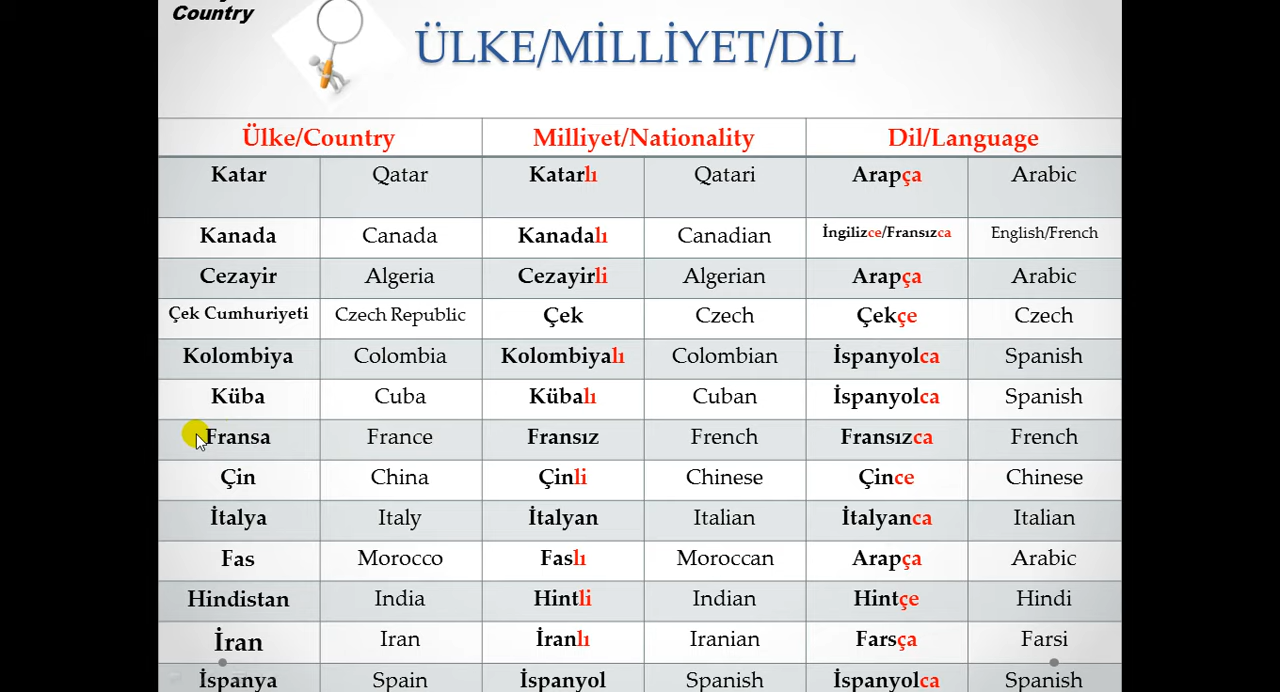 Country
ÜLKE/MİLLİYET/DİL
Ülke/Country Milliyet/Nationality Dil/Language
Katar Qatar Katarlı Qatari Arapça Arabic
Kanada Canada Kanadalı Canadian İngilizce/Fransızca English/French
Cezayir Algeria Cezayirli Algerian Arapça Arabic
Çek Cumhuriyeti Czech Republic Çek Czech Çekçe Czech
Kolombiya Colombia Kolombiyalı Colombian İspanyolca Spanish
Küba Cuba Kübalı Cuban İspanyolca Spanish
Fransa France Fransız French Fransızca French
Çin China Çinli Chinese Çince Chinese
İtalya Italy İtalyan Italian İtalyanca Italian
Fas Morocco Faslı Moroccan Arapça Arabic
Hindistan India Hintli Indian Hintçe Hindi
İran Iran İranlı Iranian Farsça Farsi
İspanya Spain İspanyol Spanish İspanyolca Spanish